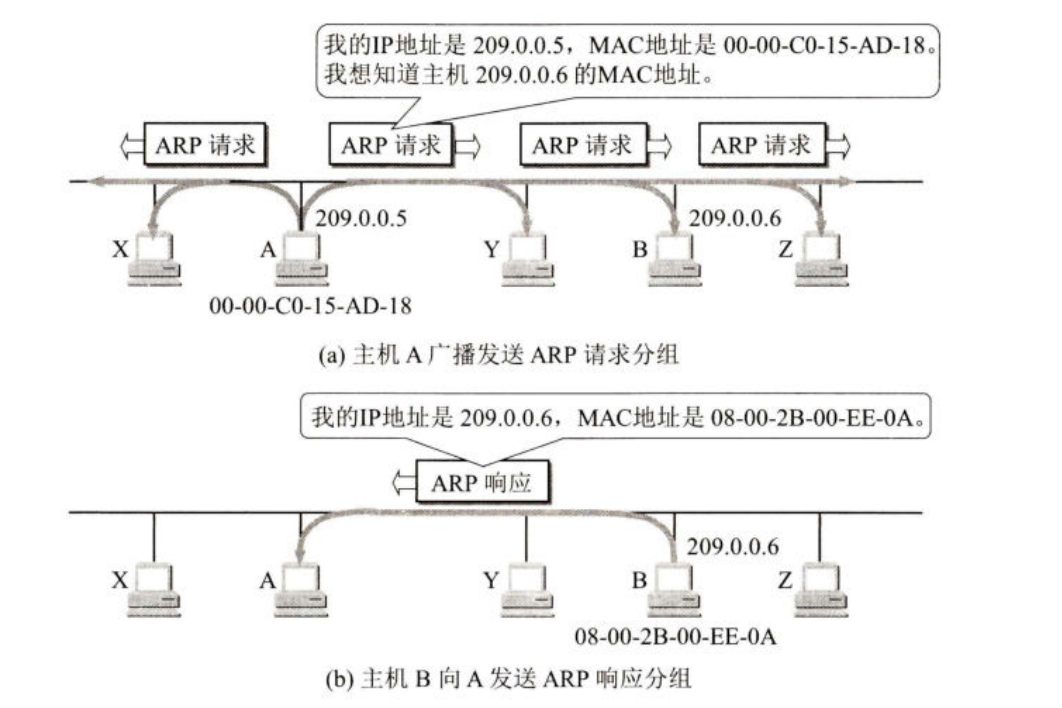 我的IP地址是 209.0.0.5，MAC地址是 00-00-C0-15-AD-18。
我想知道主机 209.0.0.6 的MAC地址。
ARP 请求 ARP 请求 ARP 请求 ARP 请求
209.0.0.5 209.0.0.6
X A Y B Z
00-00-C0-15-AD-18
(a) 主机 A 广播发送 ARP 请求分组
我的IP地址是 209.0.0.6，MAC地址是 08-00-2B-00-EE-0A。
ARP 响应
209.0.0.6
X A Y B Z
08-00-2B-00-EE-0A
(b) 主机 B 向 A 发送 ARP 响应分组